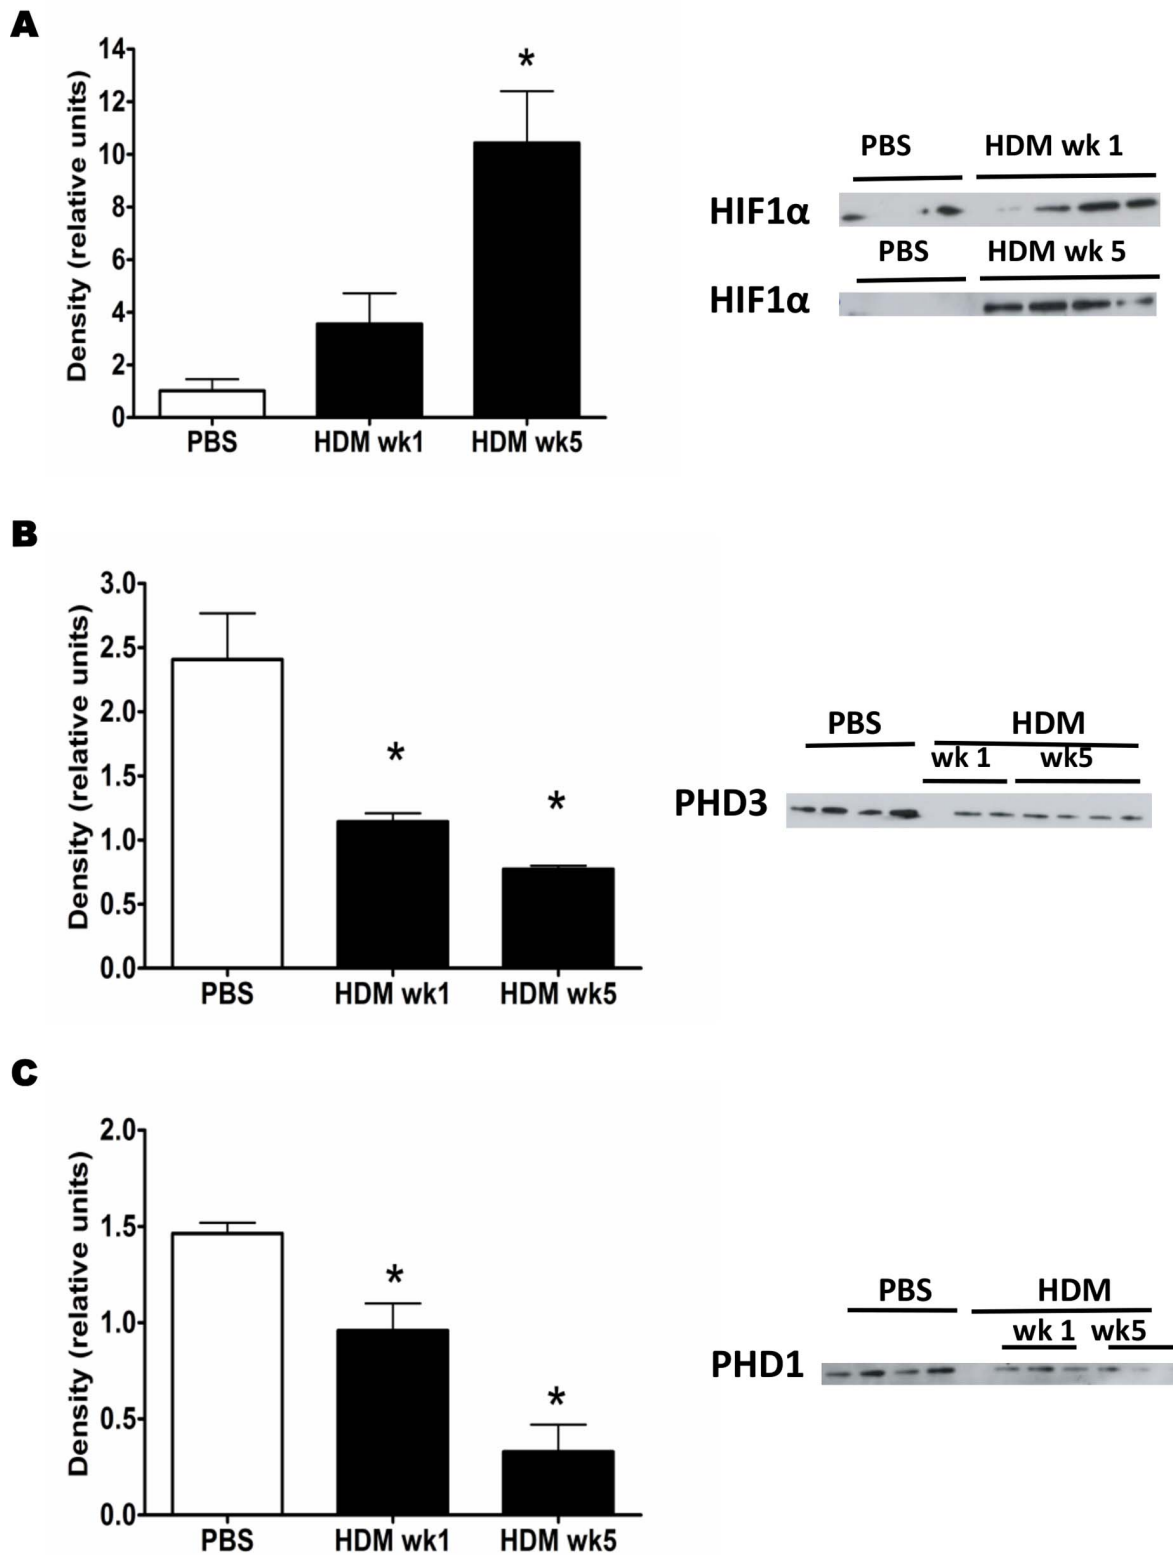 A
Density (relative units)
14
12
10
8
6
4
2
0
*
PBS HDM wk1 HDM wk5
PBS HDM wk 1
HIF1α
PBS HDM wk 5
HIF1α
B
Density (relative units)
3.0
2.5
2.0
1.5
1.0
0.5
0.0
*
*
PBS HDM wk1 HDM wk5
PBS HDM
wk 1 wk5
PHD3
C
Density (relative units)
2.0
1.5
1.0
0.5
0.0
*
*
PBS HDM wk1 HDM wk5
PBS HDM
wk 1 wk5
PHD1